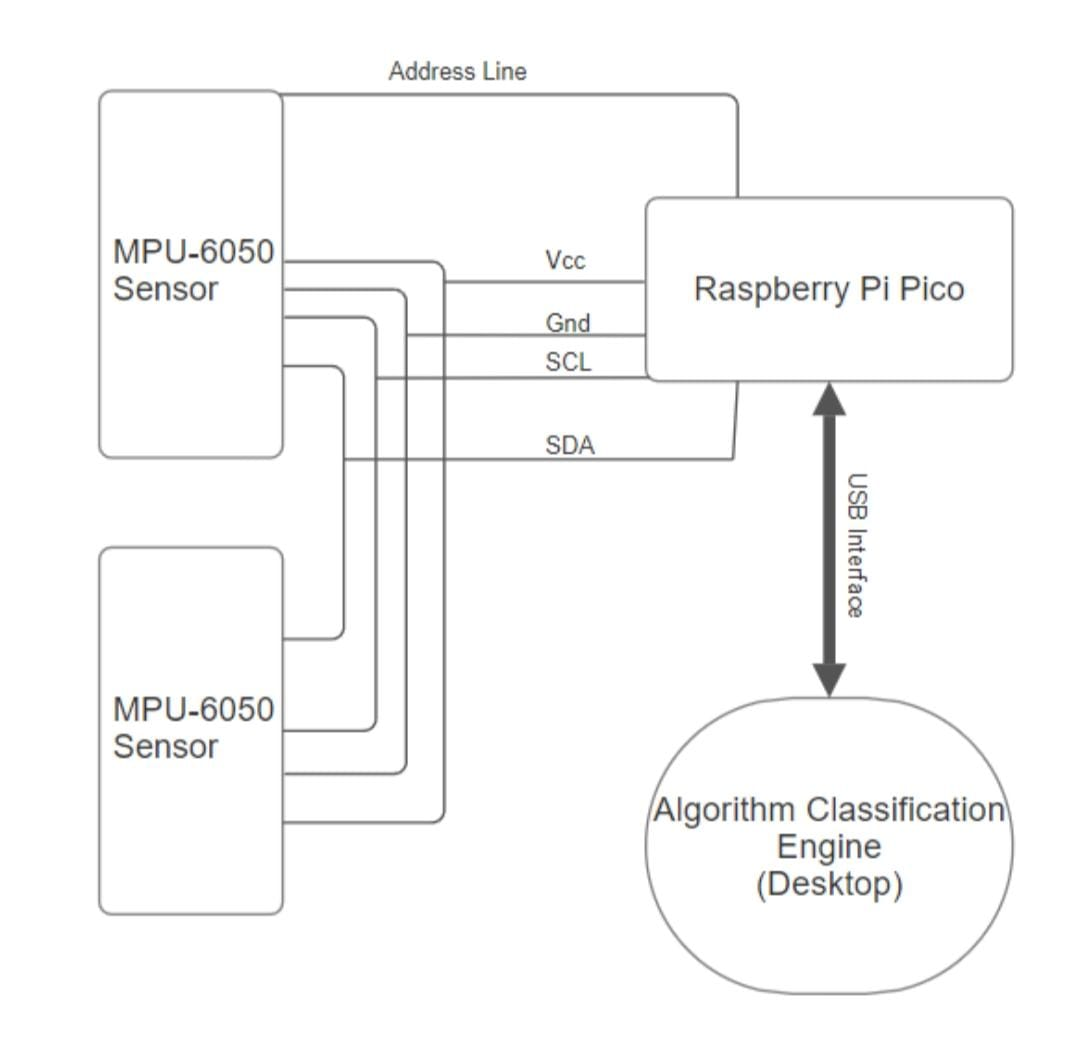 Address Line
MPU-6050
Sensor
Vcc
Gnd
SCL
SDA
Raspberry Pi Pico
USB Interface
MPU-6050
Sensor
Algorithm Classification
Engine
(Desktop)